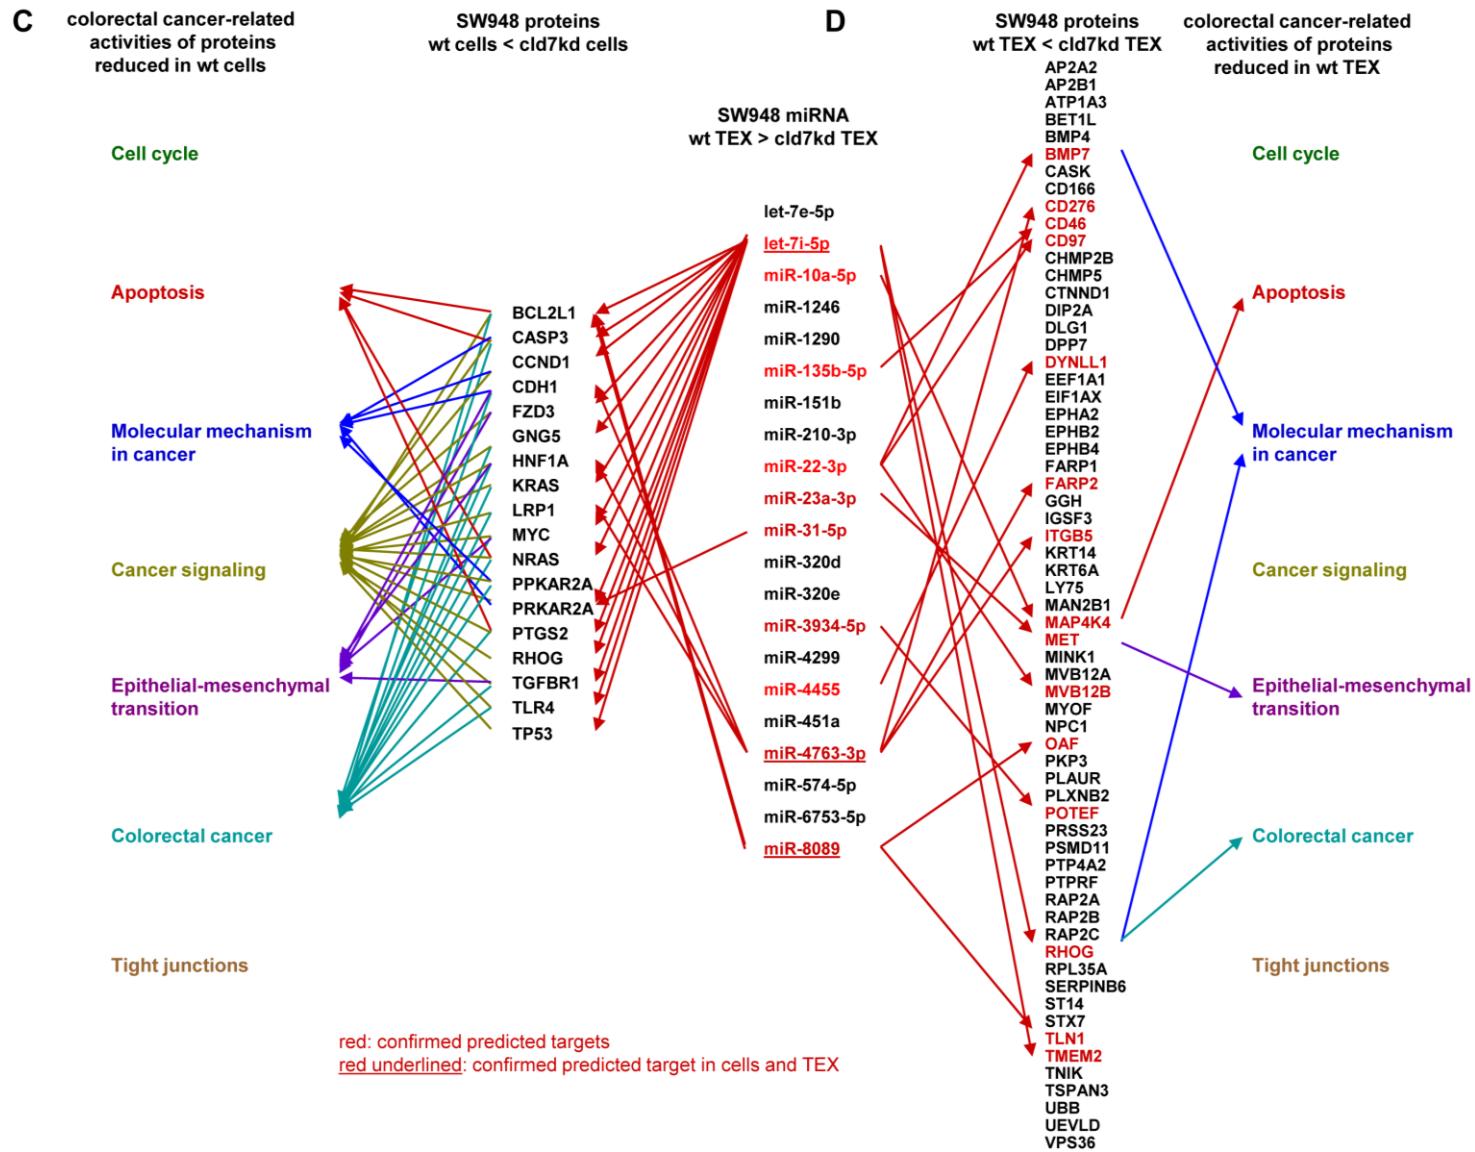 C
colorectal cancer-related
activities of proteins
reduced in wt cells
Cell cycle
Apoptosis
Molecular mechanism
in cancer
Cancer signaling
Epithelial-mesenchymal
transition
Colorectal cancer
Tight junctions
SW948 proteins
wt cells < cld7kd cells
BCL2L1
CASP3
CCND1
CDH1
FZD3
GNG5
HNF1A
KRAS
LRP1
MYC
NRAS
PPKAR2A
PRKAR2A
PTGS2
RHOG
TGFBR1
TLR4
TP53
SW948 miRNA
wt TEX > cld7kd TEX
let-7e-5p
let-7i-5p
miR-10a-5p
miR-1246
miR-1290
miR-135b-5p
miR-151b
miR-210-3p
miR-22-3p
miR-23a-3p
miR-31-5p
miR-320d
miR-320e
miR-3934-5p
miR-4299
miR-4455
miR-451a
miR-4763-3p
miR-574-5p
miR-6753-5p
miR-8089
red: confirmed predicted targets
red underlined: confirmed predicted target in cells and TEX
D
SW948 proteins
wt TEX < cld7kd TEX
AP2A2
AP2B1
ATP1A3
BET1L
BMP4
BMP7
CASK
CD166
CD276
CD46
CD97
CHMP2B
CHMP5
CTNND1
DIP2A
DLG1
DPP7
DYNLL1
EEF1A1
EIF1AX
EPHA2
EPHB2
EPHB4
FARP1
FARP2
GGH
IGSF3
ITGB5
KRT14
KRT6A
LY75
MAN2B1
MAP4K4
MET
MINK1
MVB12A
MVB12B
MYOF
NPC1
OAF
PKP3
PLAUR
PLXNB2
POTEF
PRSS23
PSMD11
PTP4A2
PTPRF
RAP2A
RAP2B
RAP2C
RHOG
RPL35A
SERPINB6
ST14
STX7
TLN1
TMEM2
TNIK
TSPAN3
UBB
UEVLD
VPS36
colorectal cancer-related
activities of proteins
reduced in wt TEX
Cell cycle
Apoptosis
Molecular mechanism
in cancer
Cancer signaling
Epithelial-mesenchymal
transition
Colorectal cancer
Tight junctions